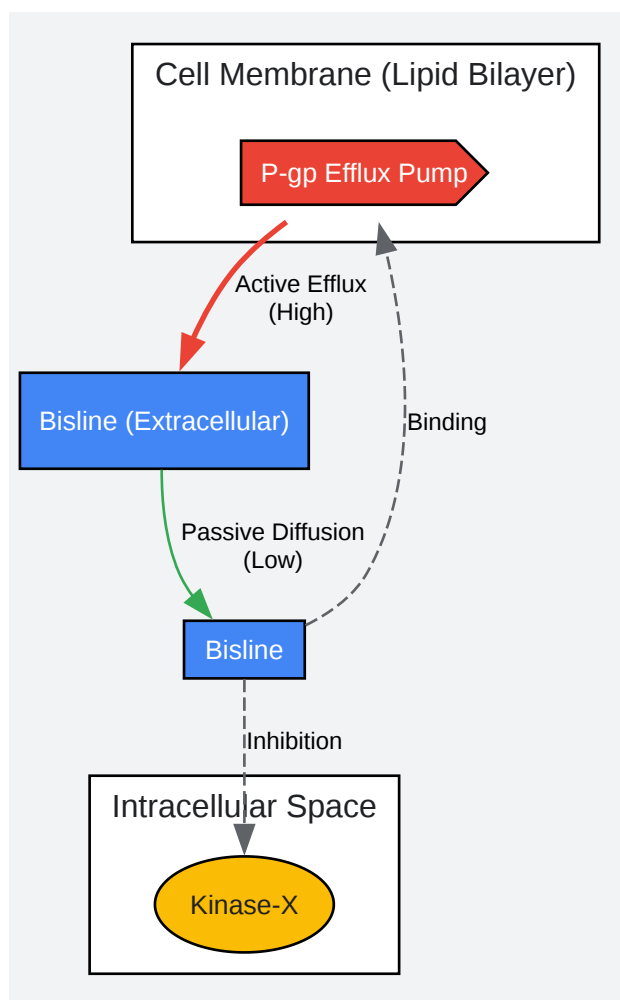 Cell Membrane (Lipid Bilayer)
P-gp Efflux Pump
Active Efflux
(High)
Bisline (Extracellular)
Binding
Passive Diffusion
(Low)
Bisline
Inhibition
Intracellular Space
Kinase-X